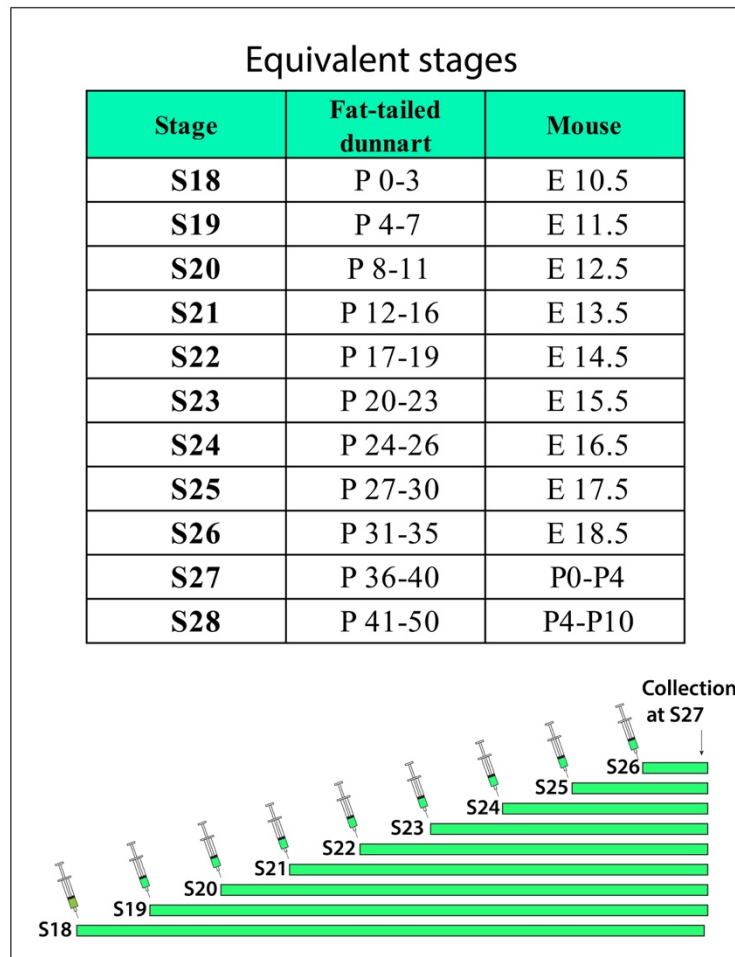 Equivalent stages
Stage Fat-tailed dunnart Mouse
S18 P 0-3 E 10.5
S19 P 4-7 E 11.5
S20 P 8-11 E 12.5
S21 P 12-16 E 13.5
S22 P 17-19 E 14.5
S23 P 20-23 E 15.5
S24 P 24-26 E 16.5
S25 P 27-30 E 17.5
S26 P 31-35 E 18.5
S27 P 36-40 P0-P4
S28 P 41-50 P4-P10
Collection
at S27
S26
S25
S24
S23
S22
S21
S20
S19
S18